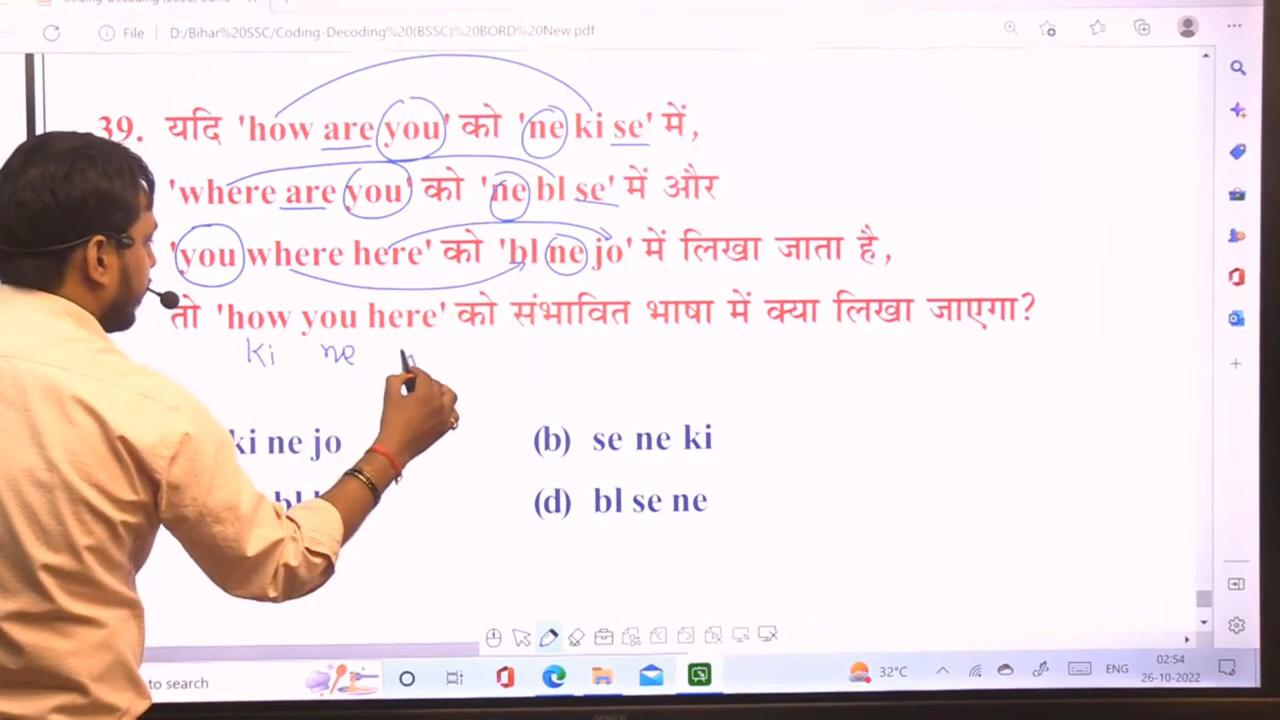 File D:/Bihar%20SSC/Coding-Decoding%20(BSSC)%20BORD%20New.pdf
39. यदि 'how are you' को 'ne ki se' में,
'where are you' को 'ne bl se' में और
'you where here' को 'bl ne jo' में लिखा जाता है,
तो 'how you here' को संभावित भाषा में क्या लिखा जाएगा?
ki ne
ki ne jo (b) se ne ki
bl (d) bl se ne
to search 32°C ENG 02:54
26-10-2022